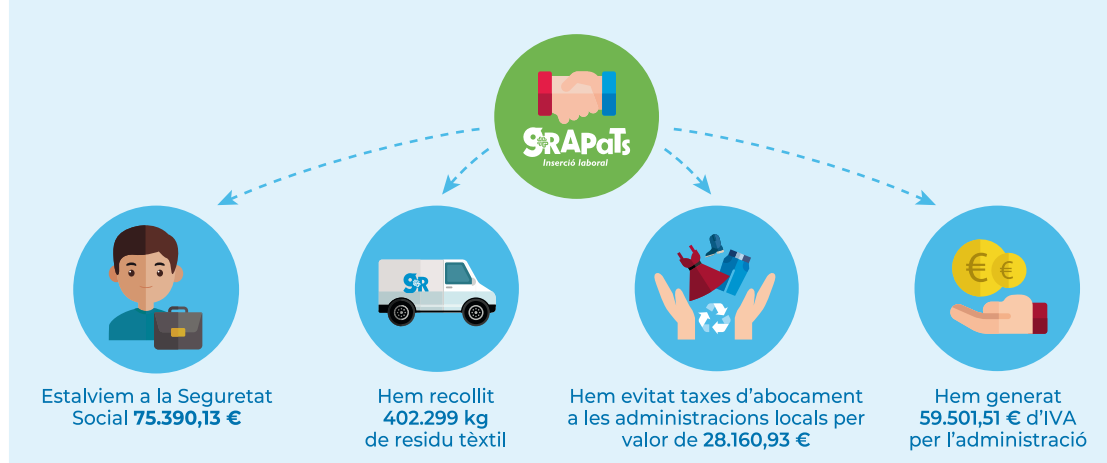 gRAPaTs
Inserció laboral
gR
Estalviem a la Seguretat
Social 75.390,13 €
Hem recollit
402.299 kg
de residu tèxtil
Hem evitat taxes d'abocament
a les administracions locals per
valor de 28.160,93 €
Hem generat
59.501,51 € d'IVA
per l'administració